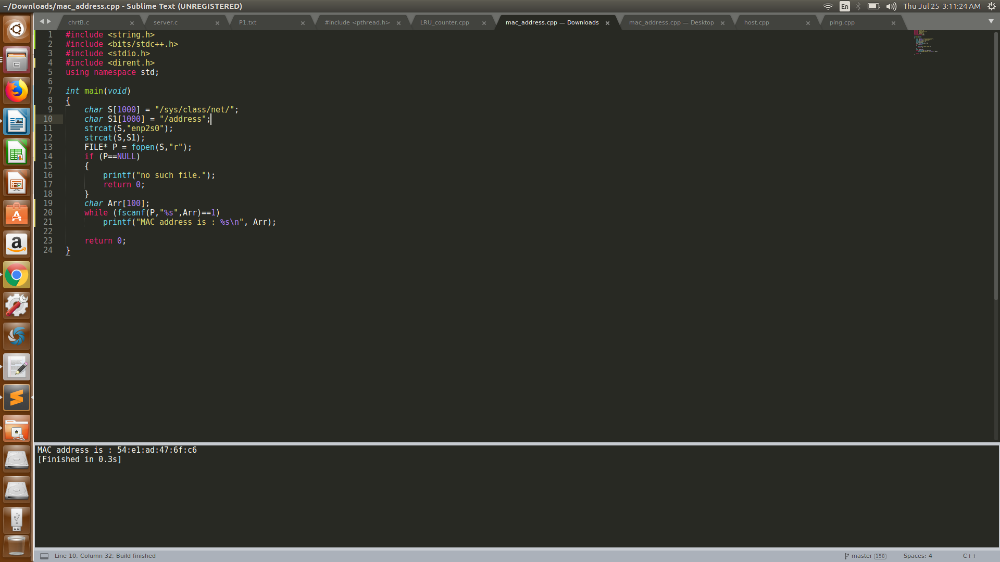 ~/Downloads/mac_address.cpp - Sublime Text (UNREGISTERED)
En
Thu Jul 25 3:11:24 AM
chrtB.c
server.c
P1.txt
#include <pthread.h>
LRU_counter.cpp
mac_address.cpp — Downloads
mac_address.cpp — Desktop
host.cpp
ping.cpp
1 #include <string.h>
2 #include <bits/stdc++.h>
3 #include <stdio.h>
4 #include <dirent.h>
5 using namespace std;
6
7 int main(void)
8 {
9     char S[1000] = "/sys/class/net/";
10     char S1[1000] = "/address";
11     strcat(S,"enp2s0");
12     strcat(S,S1);
13     FILE* P = fopen(S,"r");
14     if (P==NULL)
15     {
16         printf("no such file.");
17         return 0;
18     }
19     char Arr[100];
20     while (fscanf(P,"%s",Arr)==1)
21         printf("MAC address is : %s\n", Arr);
22
23     return 0;
24 }
MAC address is : 54:e1:ad:47:6f:c6
[Finished in 0.3s]
Line 10, Column 32; Build finished
master 158
Spaces: 4
C++